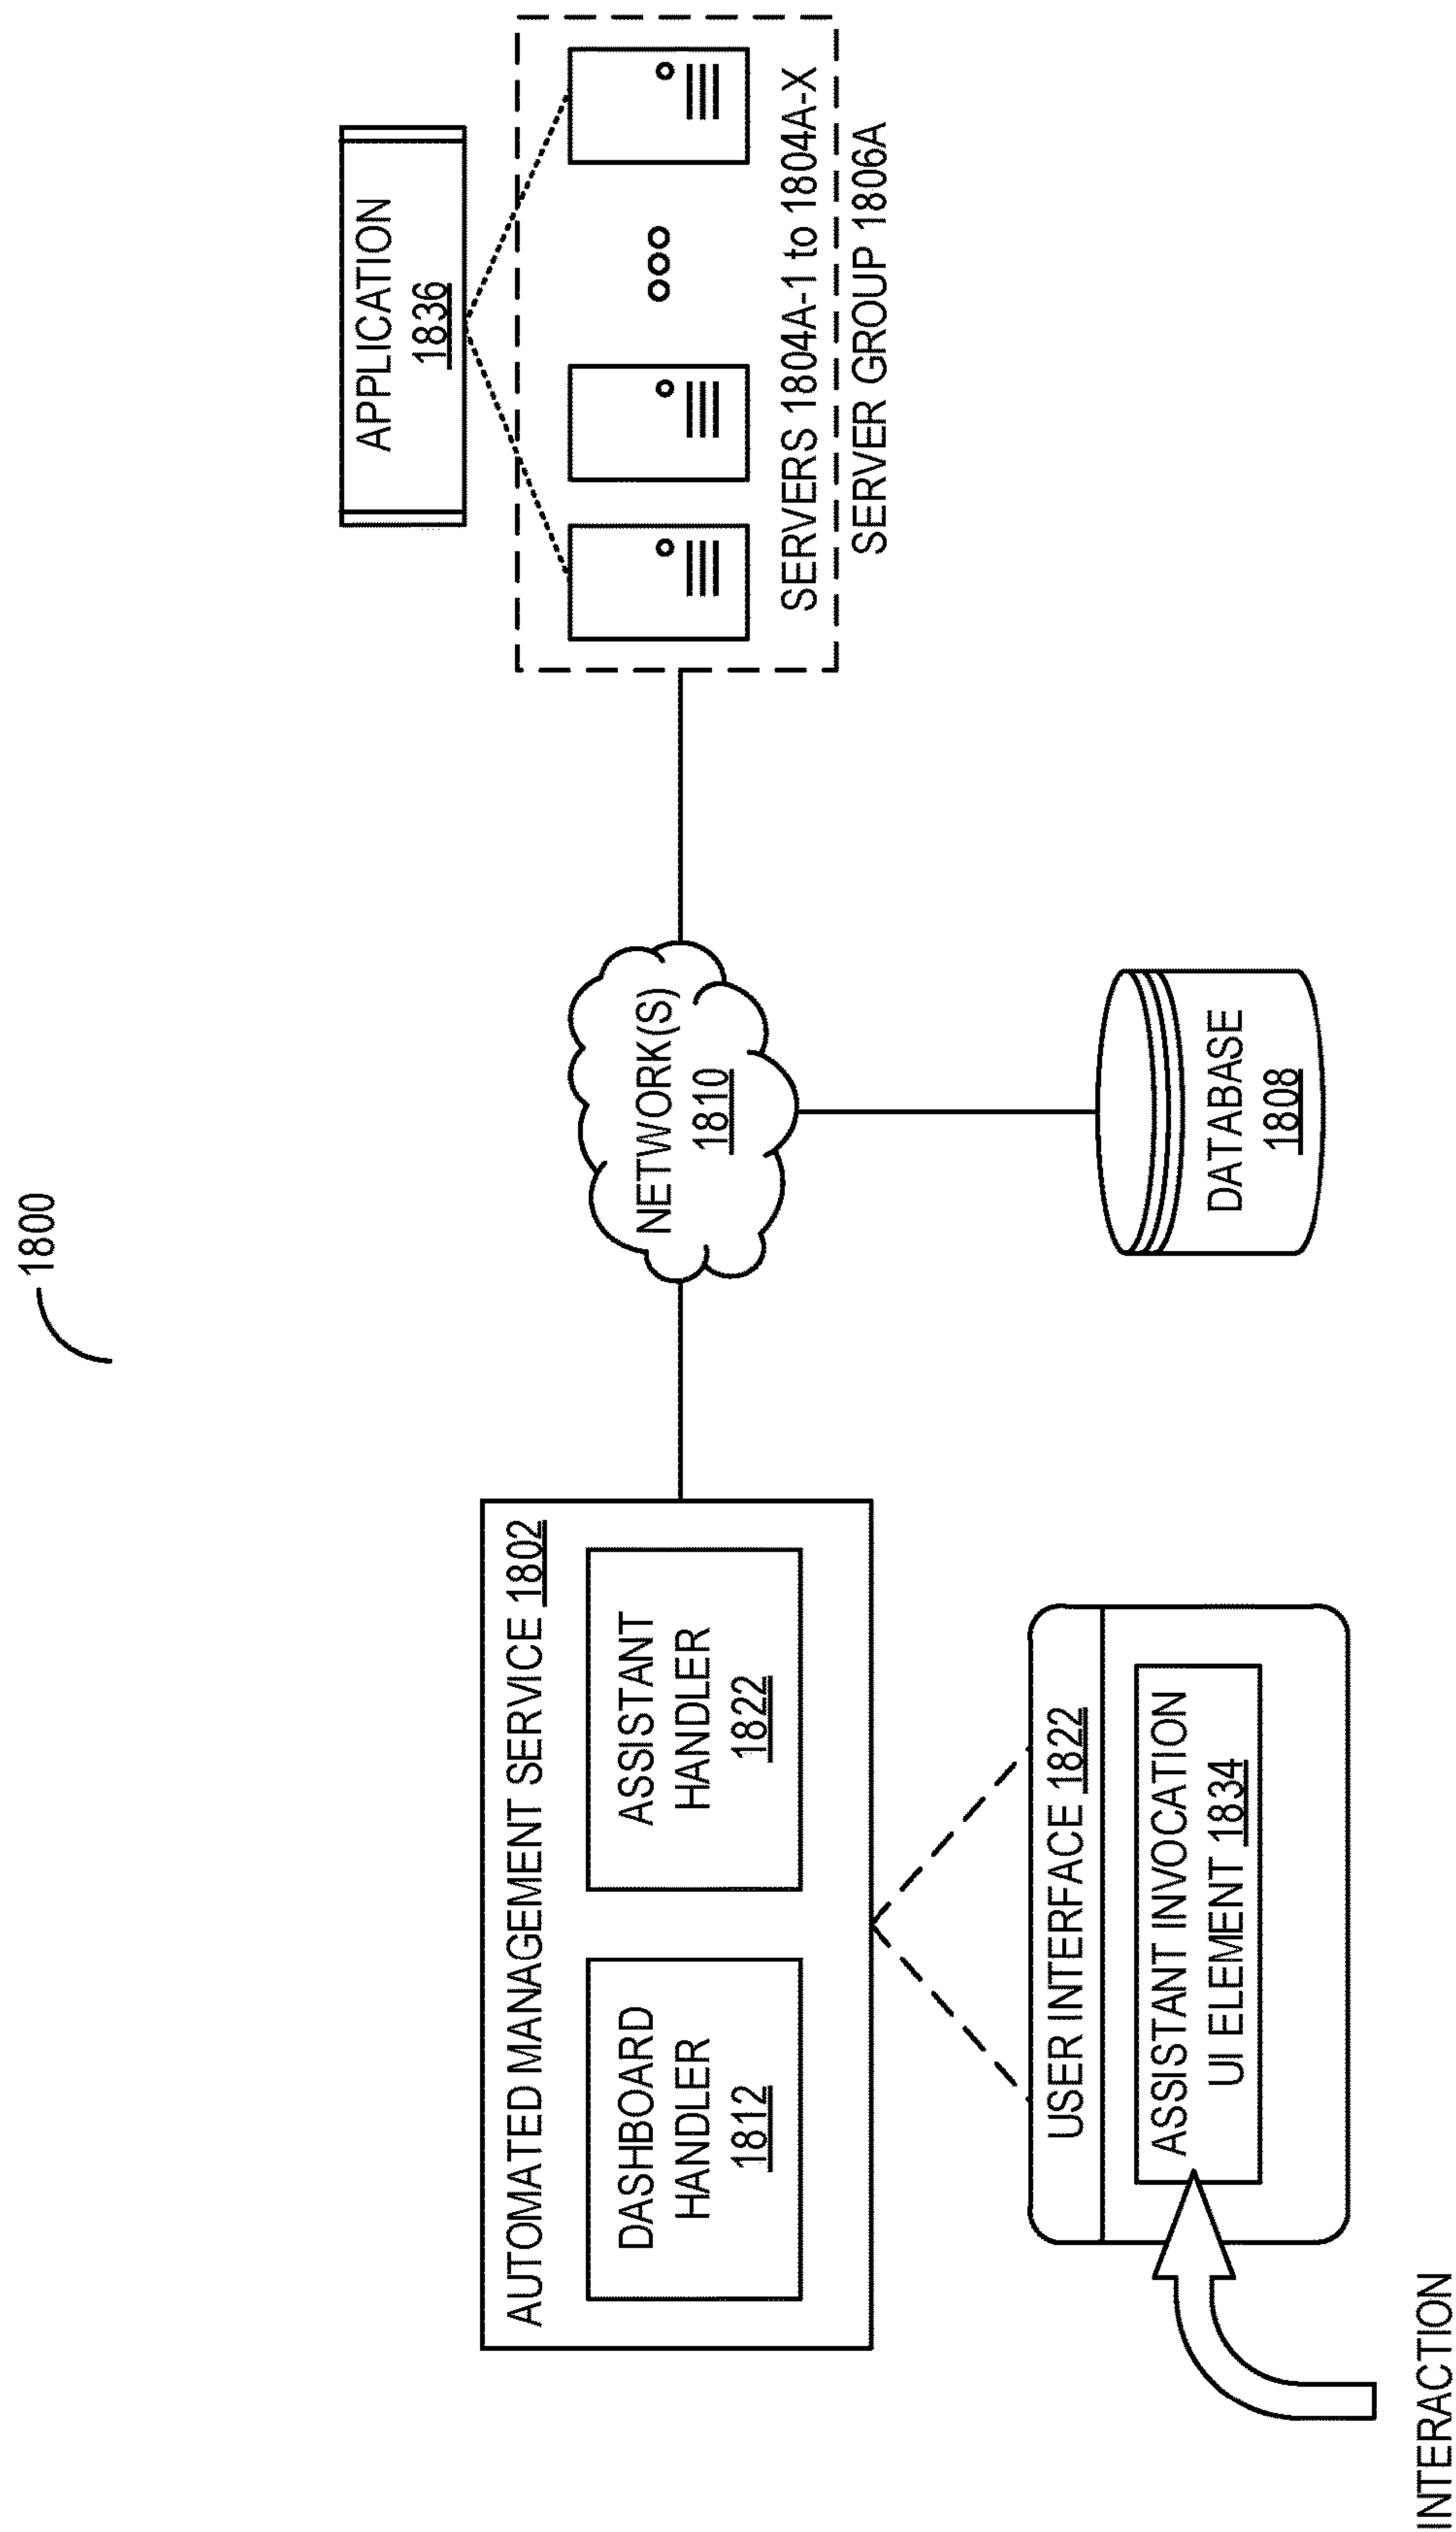 1800
AUTOMATED MANAGEMENT SERVICE 1802
DASHBOARD
HANDLER
1812
ASSISTANT
HANDLER
1822
USER INTERFACE 1822
ASSISTANT INVOCATION
UI ELEMENT 1834
INTERACTION
NETWORK(S)
1810
DATABASE
1808
APPLICATION
1836
SERVERS 1804A-1 to 1804A-X
SERVER GROUP 1806A